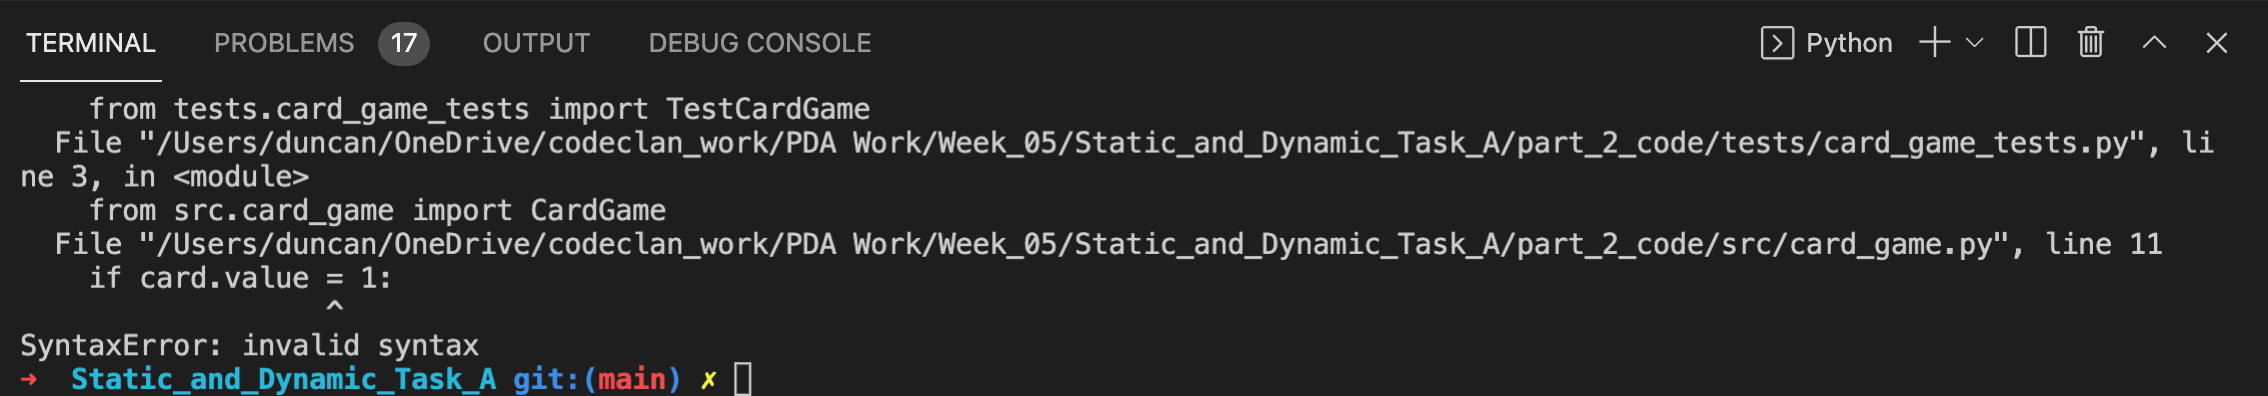 TERMINAL PROBLEMS 17 OUTPUT DEBUG CONSOLE Python
from tests.card_game_tests import TestCardGame
File "/Users/duncan/OneDrive/codeclan_work/PDA Work/Week_05/Static_and_Dynamic_Task_A/part_2_code/tests/card_game_tests.py", li
ne 3, in <module>
from src.card_game import CardGame
File "/Users/duncan/OneDrive/codeclan_work/PDA Work/Week_05/Static_and_Dynamic_Task_A/part_2_code/src/card_game.py", line 11
if card.value = 1:
^
SyntaxError: invalid syntax
→ Static_and_Dynamic_Task_A git:(main) ✗